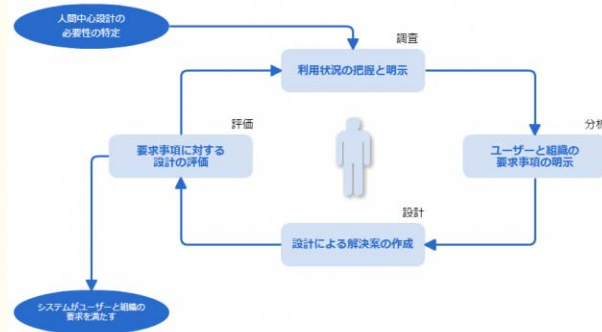 人間中心設計の
必要性の特定
調査
利用状況の把握と明示
評価
要求事項に対する
設計の評価
分析
ユーザーと組織の
要求事項の明示
設計
設計による解決案の作成
システムがユーザーと組織の
要求を満たす